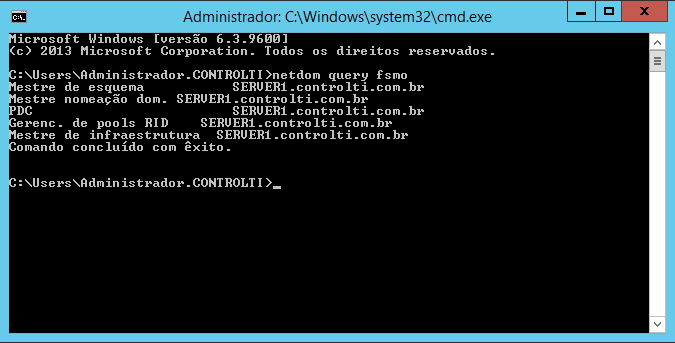 Administrador: C:\Windows\system32\cmd.exe
Microsoft Windows [versão 6.3.9600]
(c) 2013 Microsoft Corporation. Todos os direitos reservados.
C:\Users\Administrador.CONTROLTI>netdom query fsmo
Mestre de esquema           SERVER1.controlti.com.br
Mestre nomeação dom. SERVER1.controlti.com.br
PDC                         SERVER1.controlti.com.br
Gerenc. de pools RID    SERVER1.controlti.com.br
Mestre de infraestrutura  SERVER1.controlti.com.br
Comando concluído com êxito.
C:\Users\Administrador.CONTROLTI>_